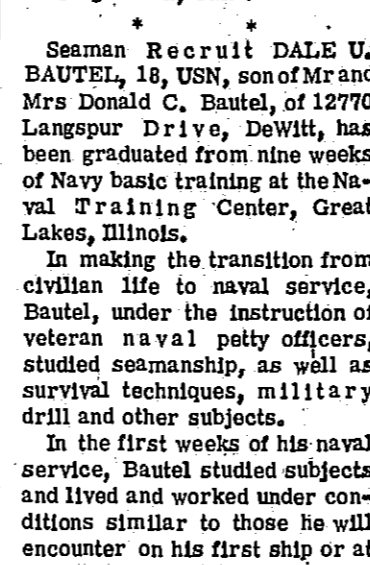 * *
Seaman Recruit DALE U.
BAUTEL, 18, USN, son of Mr and
Mrs Donald C. Bautel, of 12770
Langspur Drive, DeWitt, has
been graduated from nine weeks
of Navy basic training at the Na-
val Training Center, Great
Lakes, Illinois.
In making the transition from
civilian life to naval service,
Bautel, under the instruction of
veteran naval petty officers,
studied seamanship, as well as
survival techniques, military
drill and other subjects.
In the first weeks of his naval
service, Bautel studied subjects
and lived and worked under con-
ditions similar to those he will
encounter on his first ship or at